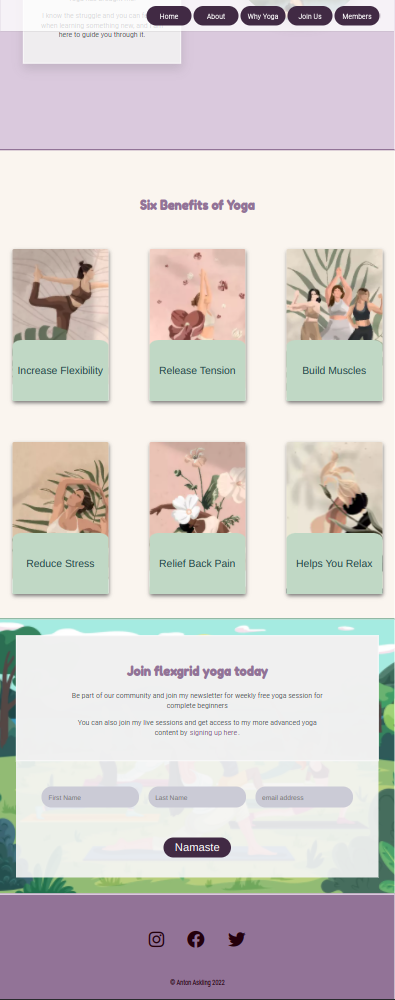 Home About Why Yoga Join Us Members
I know the struggle and you can
when learning something new, and
here to guide you through it.
Six Benefits of Yoga
Increase Flexibility
Release Tension
Build Muscles
Reduce Stress
Relief Back Pain
Helps You Relax
Join flexgrid yoga today
Be part of our community and join my newsletter for weekly free yoga session for
complete beginners
You can also join my live sessions and get access to my more advanced yoga
content by signing up here.
First Name
Last Name
email address
Namaste
© Anton Askling 2022